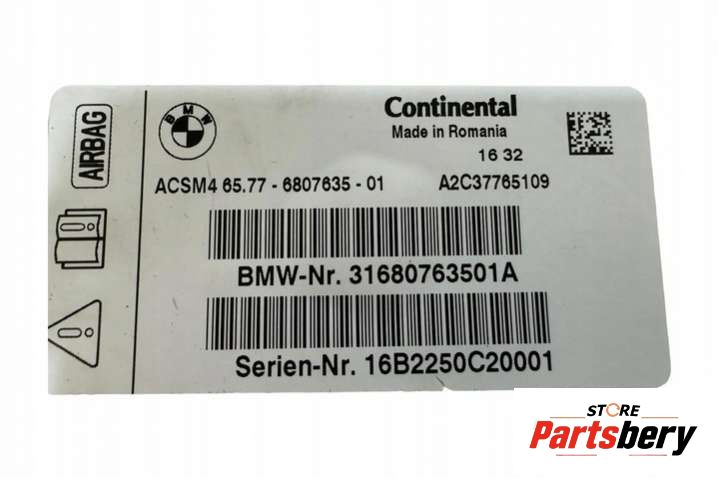 AIRBAG
BMW
Continental
Made in Romania
16 32
ACSM4 65.77 - 6807635 - 01 A2C37765109
BMW-Nr. 31680763501A
Serien-Nr. 16B2250C20001
STORE
Partsbery